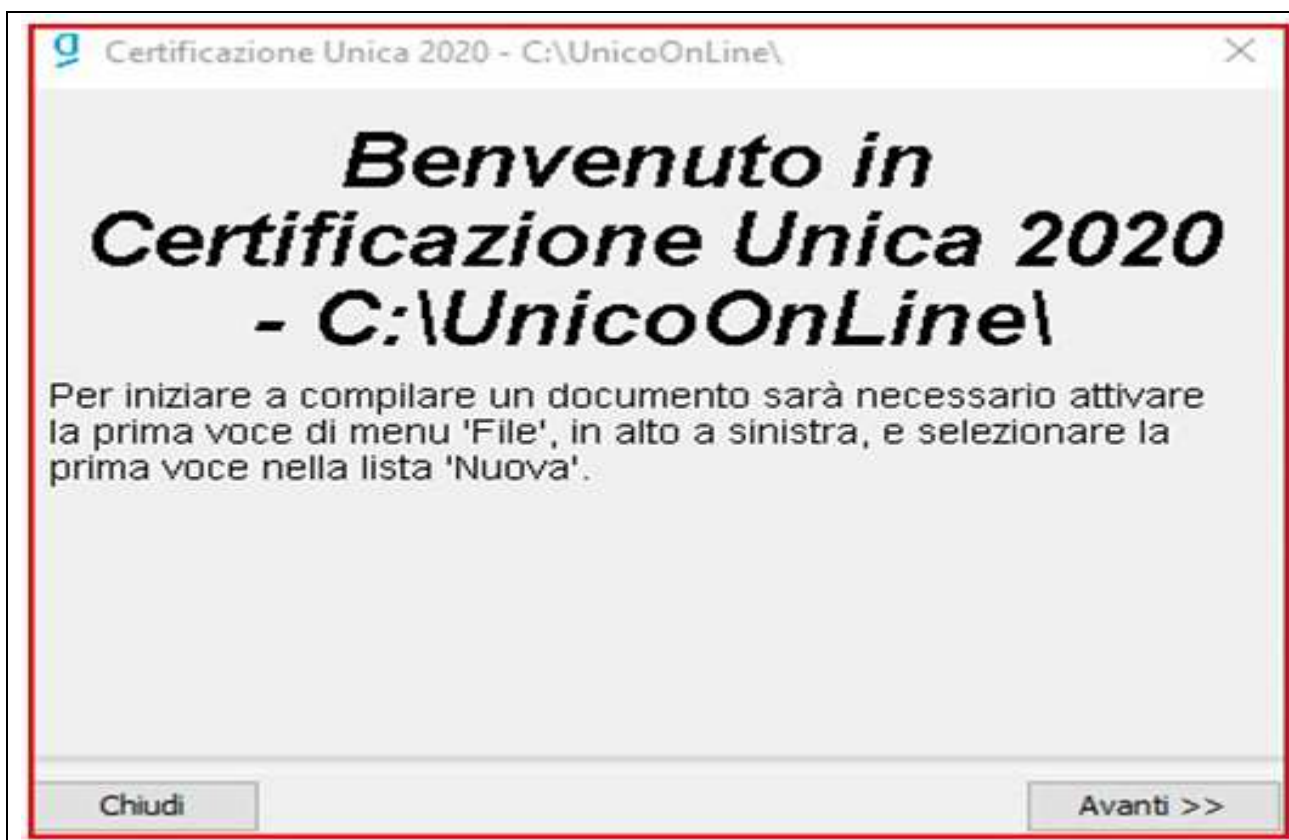 Certificazione Unica 2020 - C:\UnicoOnLine\
Benvenuto in
Certificazione Unica 2020
- C:\UnicoOnLine\
Per iniziare a compilare un documento sarà necessario attivare
la prima voce di menu 'File', in alto a sinistra, e selezionare la
prima voce nella lista 'Nuova'.
Chiudi
Avanti >>